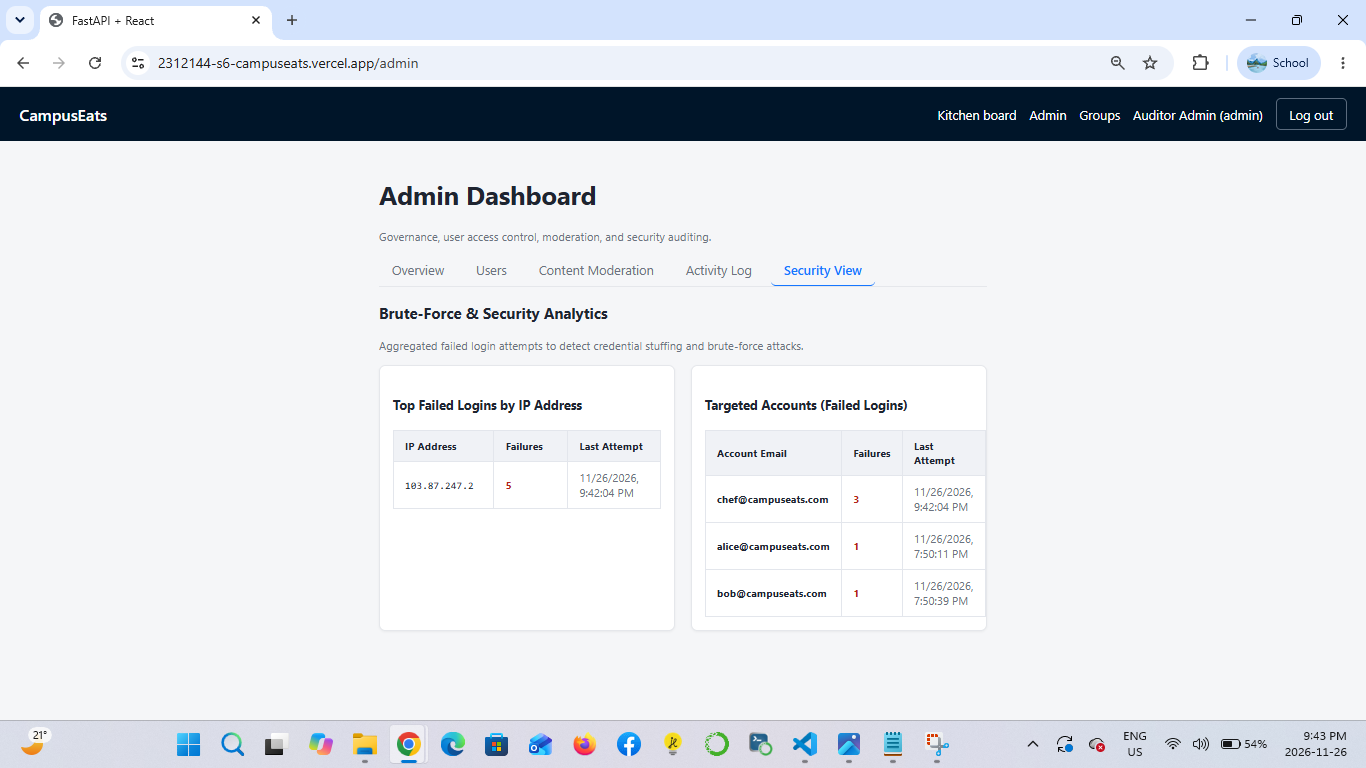 FastAPI + React
2312144-s6-campuseats.vercel.app/admin
School
CampusEats
Kitchen board Admin Groups Auditor Admin (admin) Log out
Admin Dashboard
Governance, user access control, moderation, and security auditing.
Overview Users Content Moderation Activity Log Security View
Brute-Force & Security Analytics
Aggregated failed login attempts to detect credential stuffing and brute-force attacks.
Top Failed Logins by IP Address
IP Address Failures Last Attempt
103.87.247.2 5 11/26/2026,
9:42:04 PM
Targeted Accounts (Failed Logins)
Account Email Failures Last
Attempt
chef@campuseats.com 3 11/26/2026,
9:42:04 PM
alice@campuseats.com 1 11/26/2026,
7:50:11 PM
bob@campuseats.com 1 11/26/2026,
7:50:39 PM
21°
ENG
US
54%
9:43 PM
2026-11-26